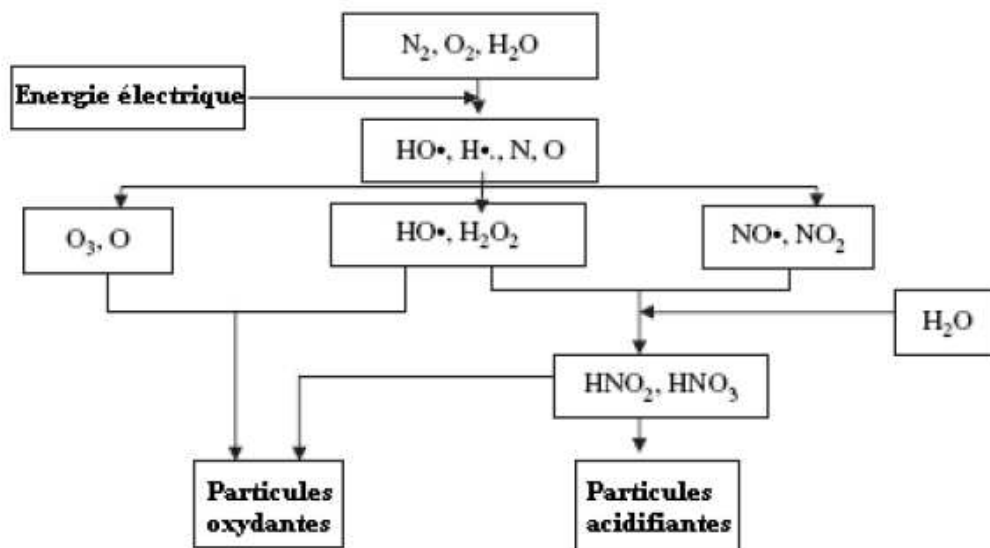 N₂, O₂, H₂O
Energie électrique
HO•, H•., N, O
O₃, O
HO•, H₂O₂
NO•, NO₂
H₂O
HNO₂, HNO₃
Particules
oxydantes
Particules
acidifiantes